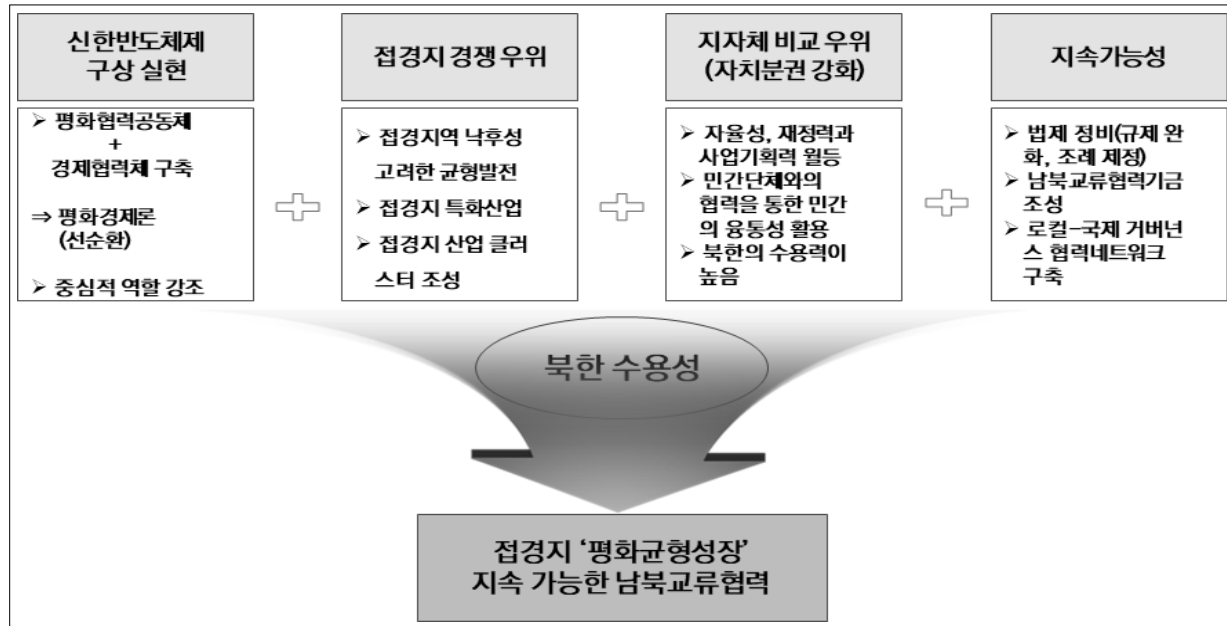 신한반도체제
구상 실현
➢ 평화협력공동체
+
경제협력체 구축
⇒ 평화경제론
(선순환)
➢ 중심적 역할 강조
접경지 경쟁 우위
➢ 접경지역 낙후성
고려한 균형발전
➢ 접경지 특화산업
➢ 접경지 산업 클러
스터 조성
지자체 비교 우위
(자치분권 강화)
➢ 자율성, 재정력과
사업기획력 월등
➢ 민간단체와의
협력을 통한 민간
의 융통성 활용
➢ 북한의 수용력이
높음
지속가능성
➢ 법제 정비(규제 완
화, 조례 제정)
➢ 남북교류협력기금
조성
➢ 로컬-국제 거버넌
스 협력네트워크
구축
북한 수용성
접경지 ‘평화균형성장’
지속 가능한 남북교류협력